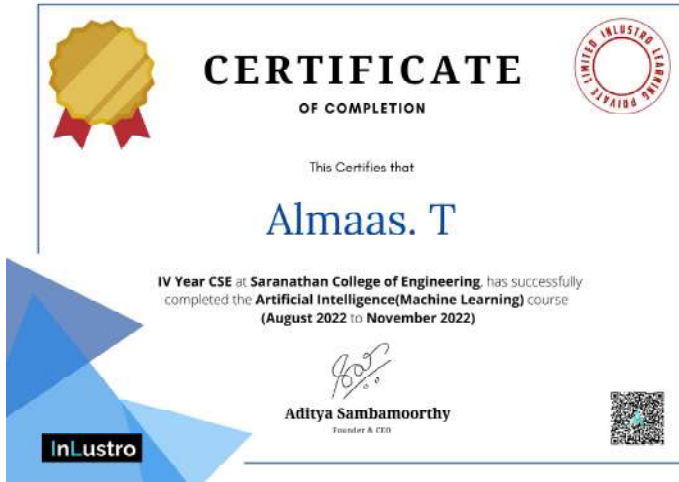 CERTIFICATE
INLUSTRO LEARNING PRIVATE LIMITED
OF COMPLETION
This Certifies that
Almaas. T
IV Year CSE at Saranathan College of Engineering, has successfully
completed the Artificial Intelligence(Machine Learning) course
(August 2022 to November 2022)
Aditya Sambamoorthy
Founder & CEO
InLustro